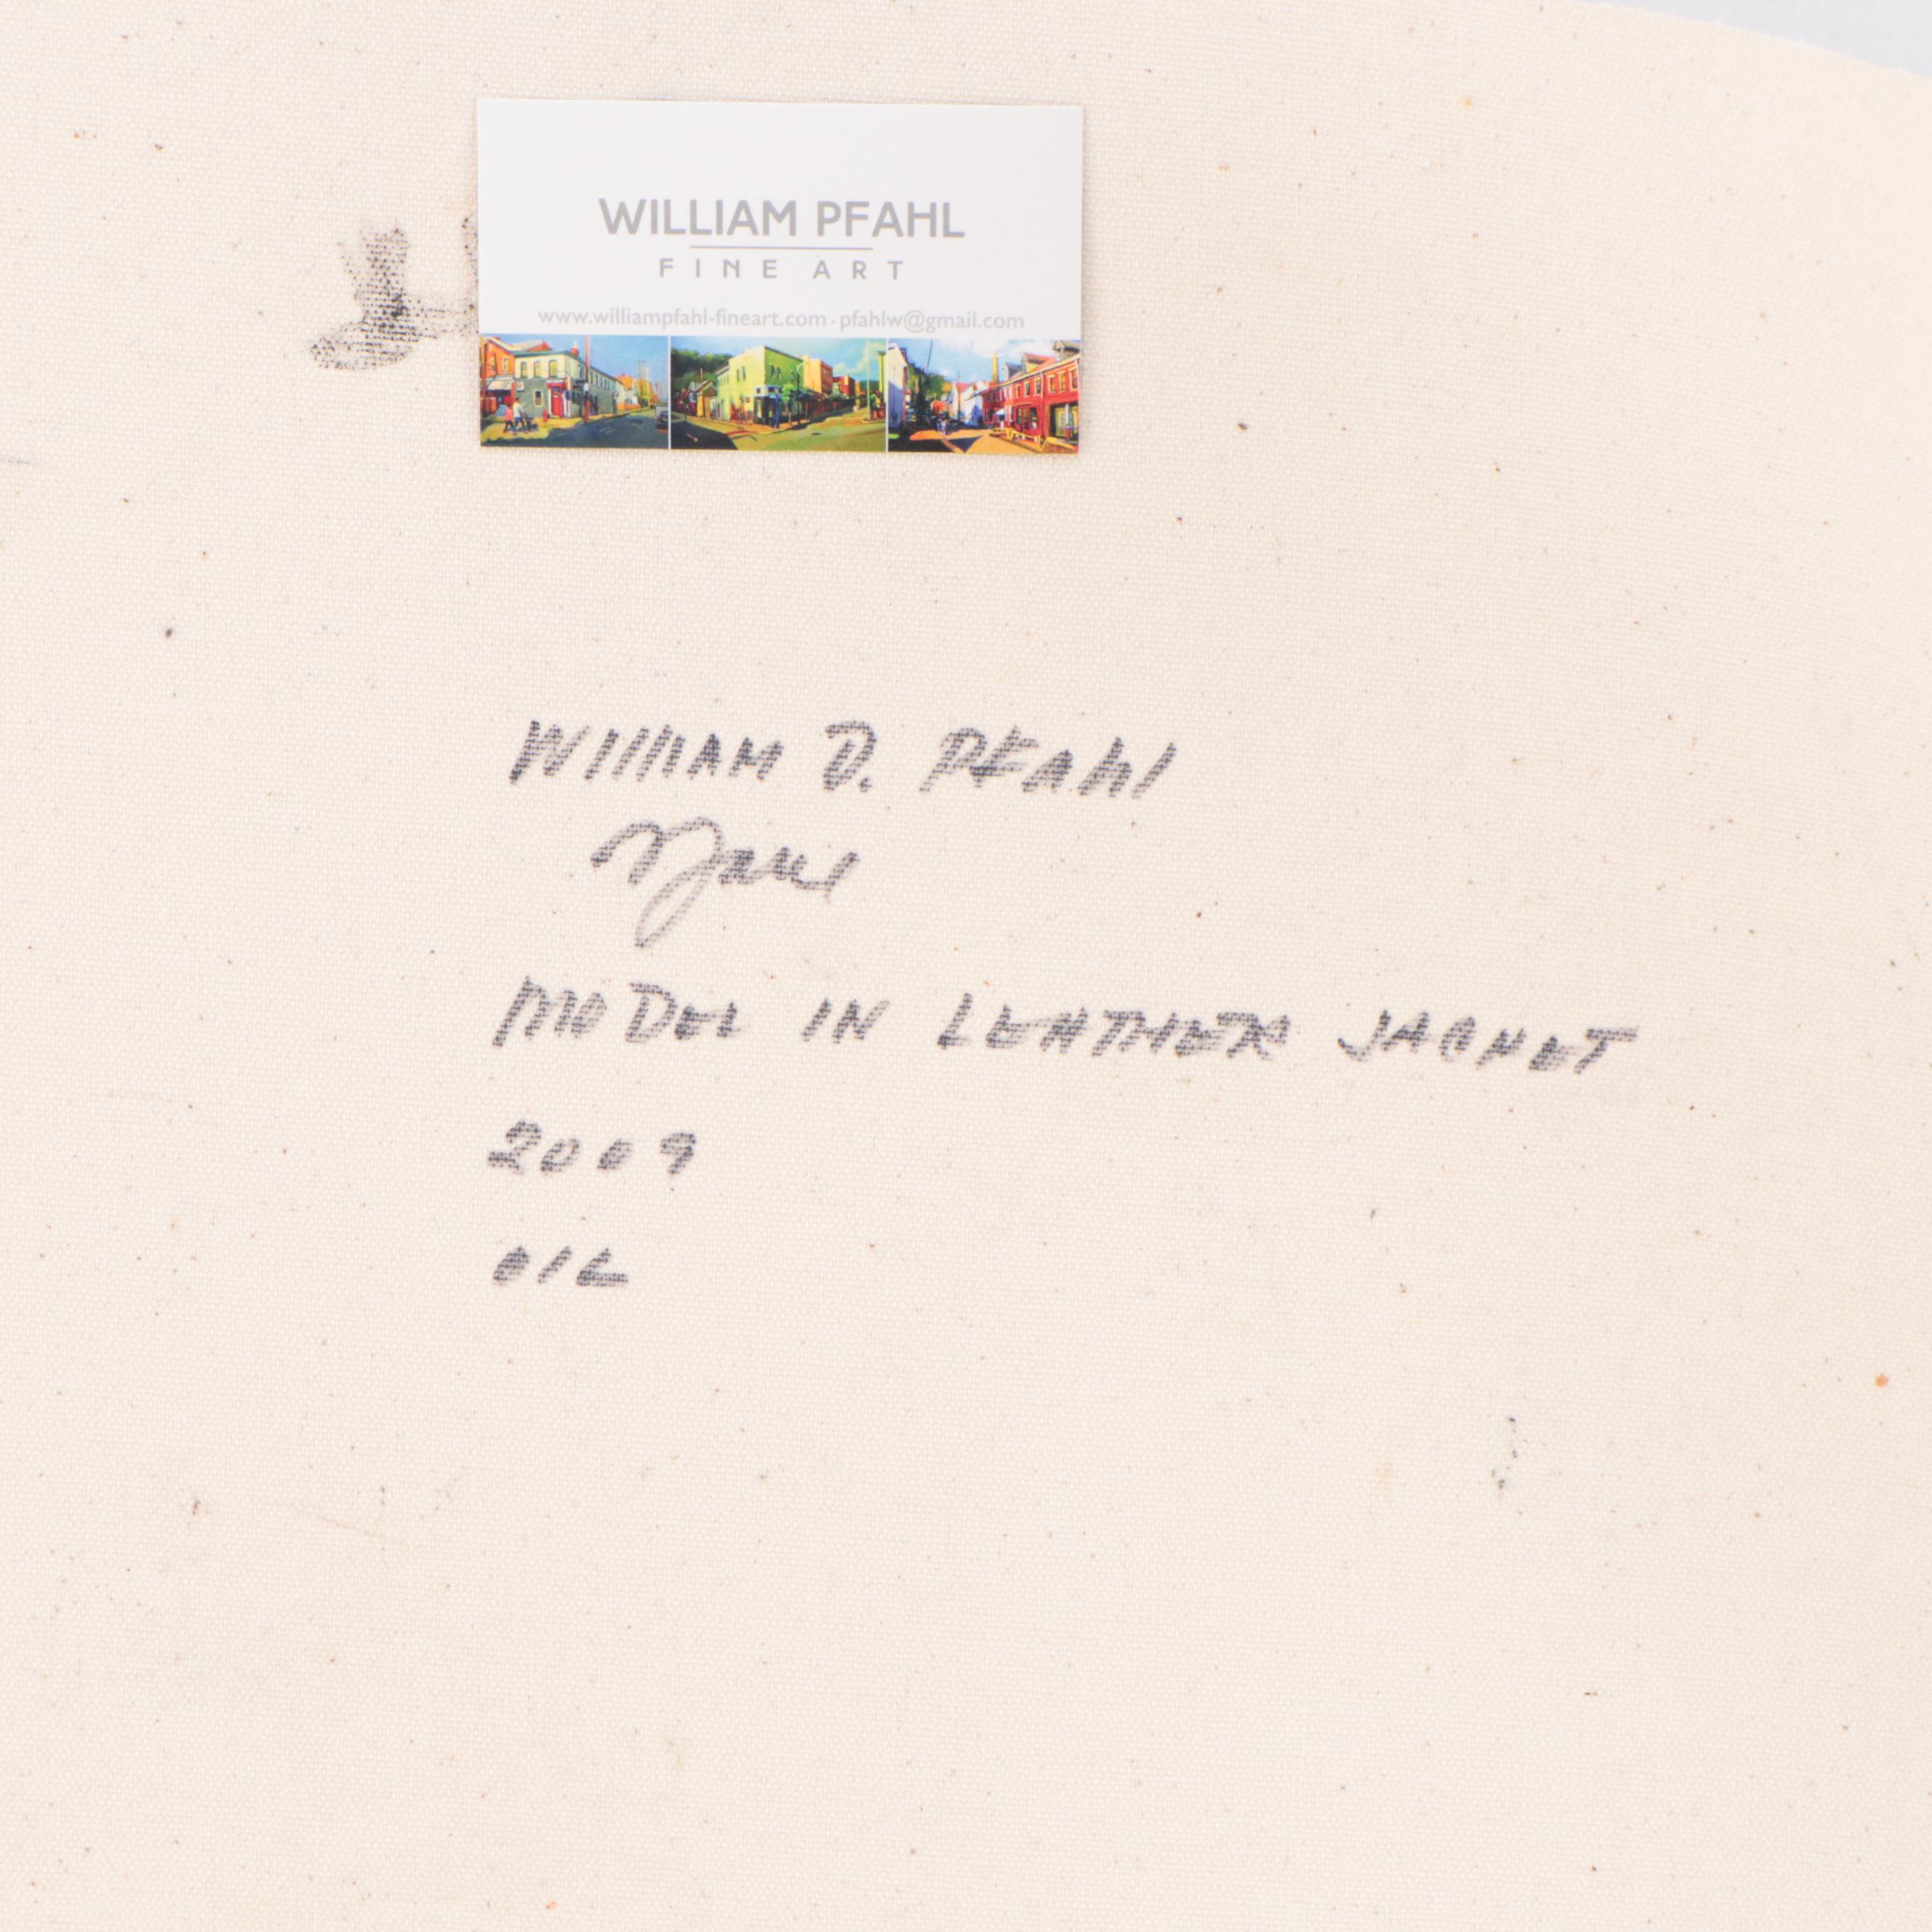 WILLIAM PFAHL
FINE ART
www.williampfahl-fineart.com · pfahlw@gmail.com
WILLIAM D. PFAHL
Pfahl
MODEL IN LEATHER JACKET
2009
OIL